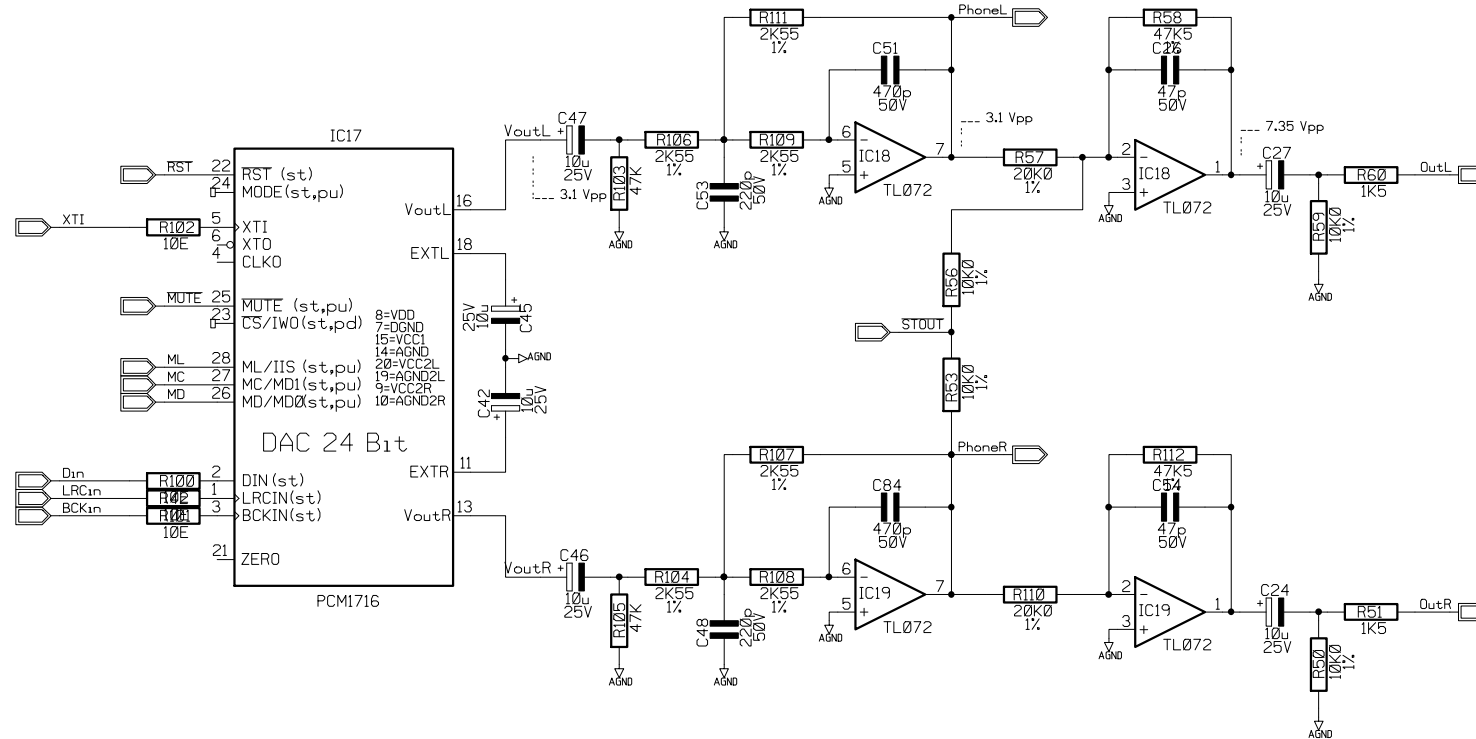 R111
2K55
1%
PhoneL
R58
47K5
C26
47p
50V
C51
470p
50V
3.1 Vpp
7.35 Vpp
IC17
VoutL
C47
+
10u
25V
R106
2K55
1%
R109
2K55
1%
6
-
5
+
IC18
7
TL072
AGND
R57
20K0
1%
2
-
3
+
IC18
1
TL072
AGND
C27
+
10u
25V
R60
1K5
OutL
R103
47K
C53
220p
50V
3.1 Vpp
AGND
AGND
R59
10K0
1%
AGND
RST
22
RST (st)
24
MODE(st,pu)
VoutL
16
XTI
R102
10E
5
XTI
6
XTO
4
CLKO
EXTL
18
R56
10K0
1%
MUTE
25
MUTE (st,pu)
23
CS/IWO(st,pd)
8=VDD
7=DGND
15=VCC1
14=AGND
20=VCC2L
19=AGND2L
9=VCC2R
10=AGND2R
25V
10u
+
C45
AGND
STOUT
ML
28
ML/IIS (st,pu)
MC
27
MC/MD1(st,pu)
MD
26
MD/MD0(st,pu)
C42
10u
25V
+
R53
10K0
1%
DAC 24 Bit
R107
2K55
1%
PhoneR
R112
47K5
C54
47p
50V
C84
470p
50V
EXTR
11
Din
R100
2
DIN(st)
LRCin
1
LRCIN(st)
BCKin
R101
10E
3
BCKIN(st)
VoutR
13
21
ZERO
PCM1716
VoutR
C46
+
10u
25V
R104
2K55
1%
R108
2K55
1%
6
-
5
+
IC19
7
TL072
AGND
R110
20K0
1%
2
-
3
+
IC19
1
TL072
AGND
C24
+
10u
25V
R51
1K5
OutR
R105
47K
C48
220p
50V
AGND
AGND
R50
10K0
1%
AGND